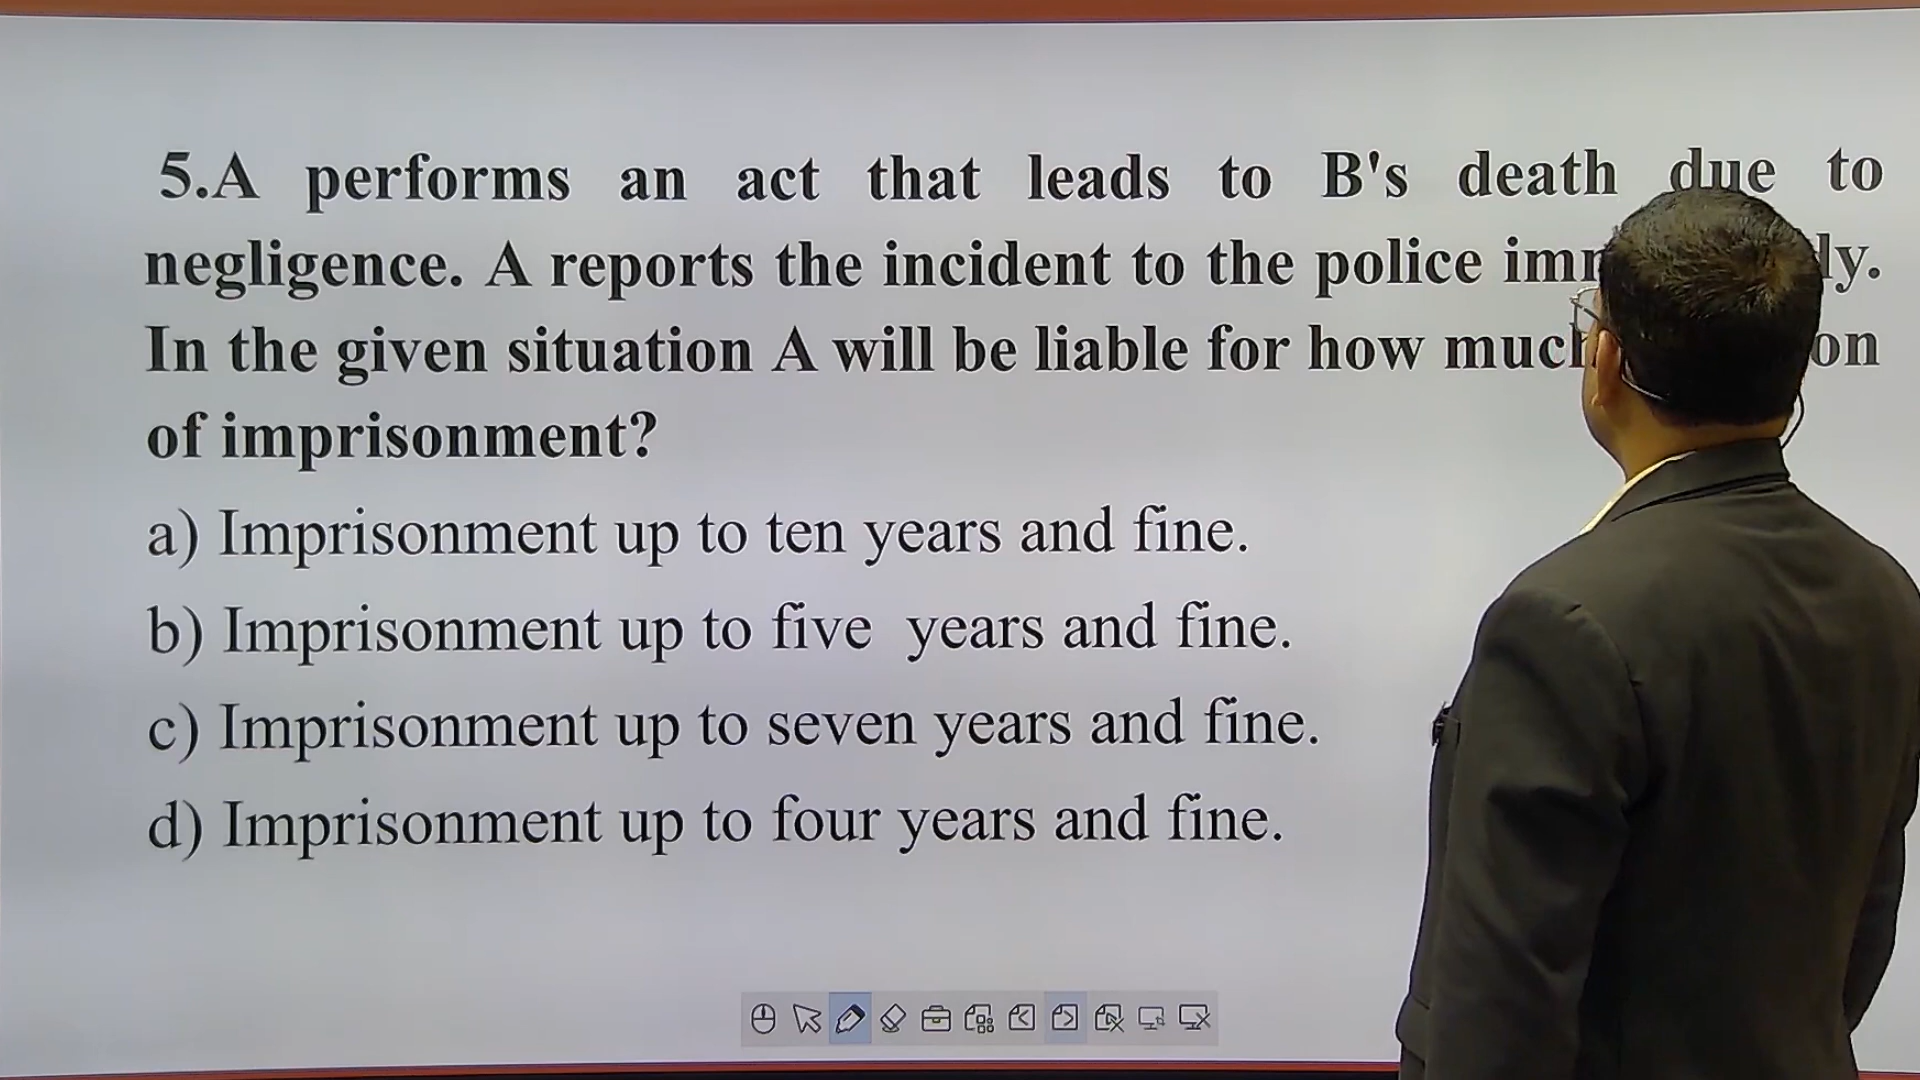 5.A performs an act that leads to B's death due to
negligence. A reports the incident to the police
In the given situation A will be liable for how much
of imprisonment?
a) Imprisonment up to ten years and fine.
b) Imprisonment up to five years and fine.
c) Imprisonment up to seven years and fine.
d) Imprisonment up to four years and fine.